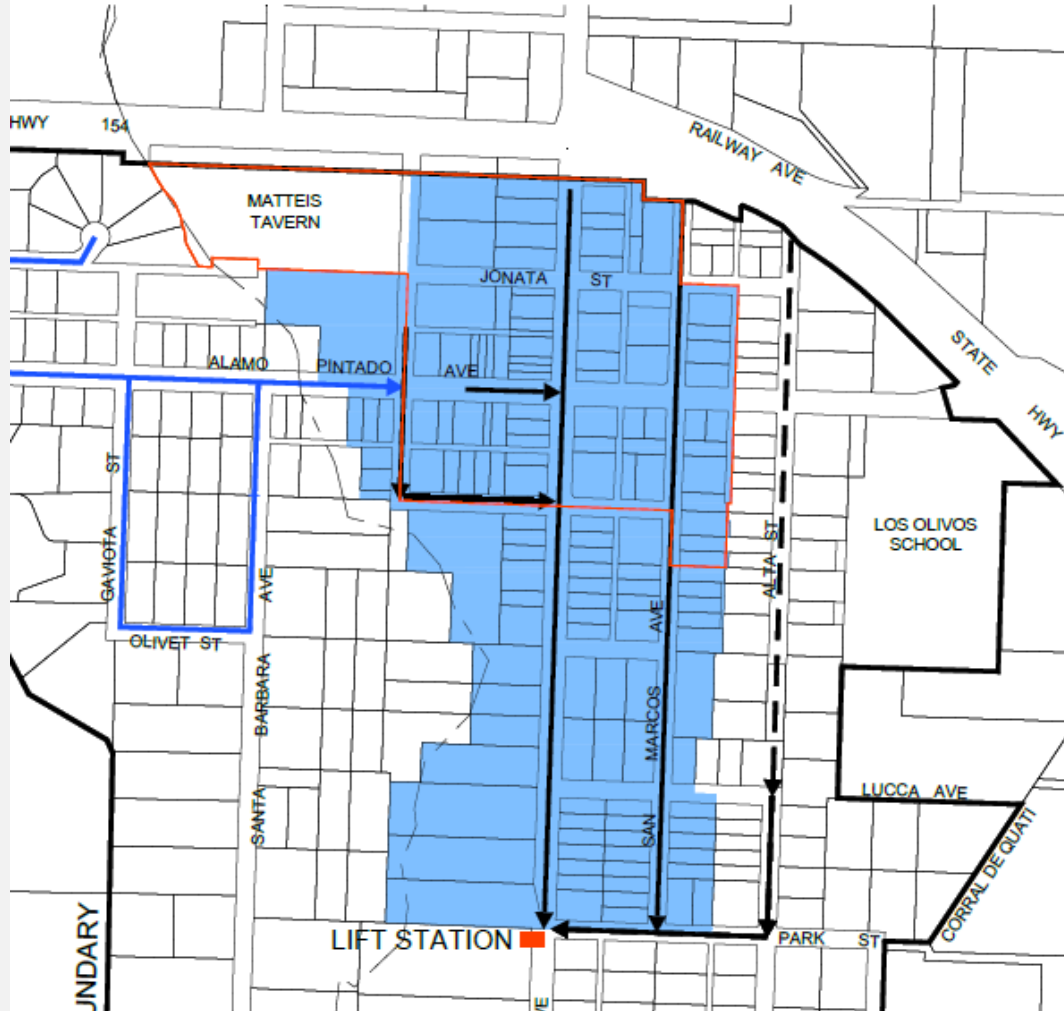 HWY 154
RAILWAY AVE
MATTEIS
TAVERN
JONATA ST
STATE HWY
ALAMO PINTADO AVE
GAVIOTA ST
LOS OLIVOS
SCHOOL
ALTA ST
OLIVET ST
SANTA BARBARA AVE
SAN MARCOS AVE
LUCCA AVE
CORRAL DE QUATI
LIFT STATION
PARK ST
UNDARY
VE